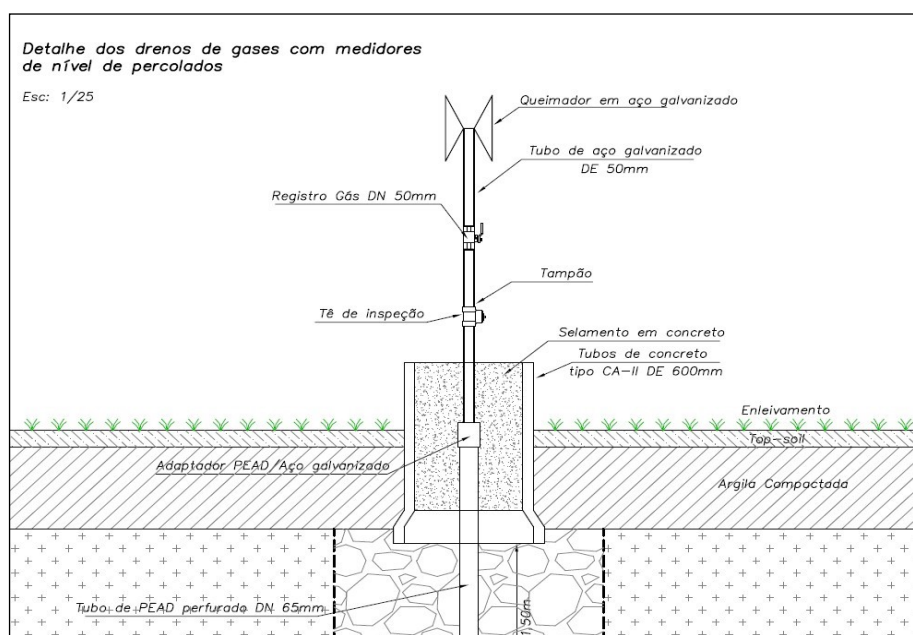 Detalhe dos drenos de gases com medidores
de nível de percolados
Esc: 1/25
Queimador em aço galvanizado
Tubo de aço galvanizado
DE 50mm
Registro Gás DN 50mm
Tampão
Tê de inspeção
Selamento em concreto
Tubos de concreto
tipo CA-II DE 600mm
Enleivamento
Top-soil
Adaptador PEAD/Aço galvanizado
Argila Compactada
Tubo de PEAD perfurado DN 65mm
1,50m